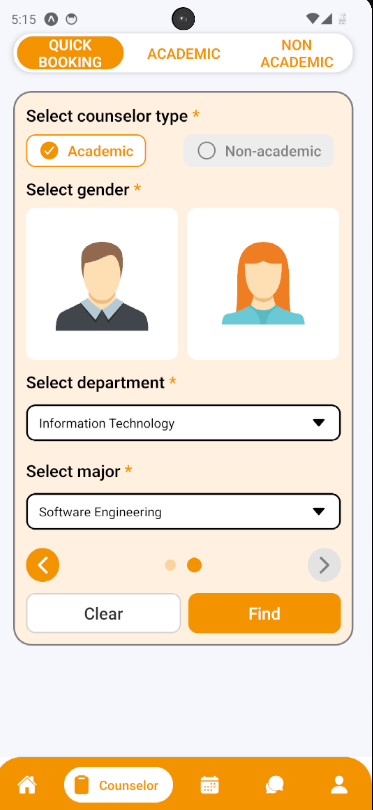 5:15
QUICK
BOOKING
ACADEMIC
NON
ACADEMIC
Select counselor type *
Academic
Non-academic
Select gender *
Select department *
Information Technology
Select major *
Software Engineering
Clear
Find
Counselor